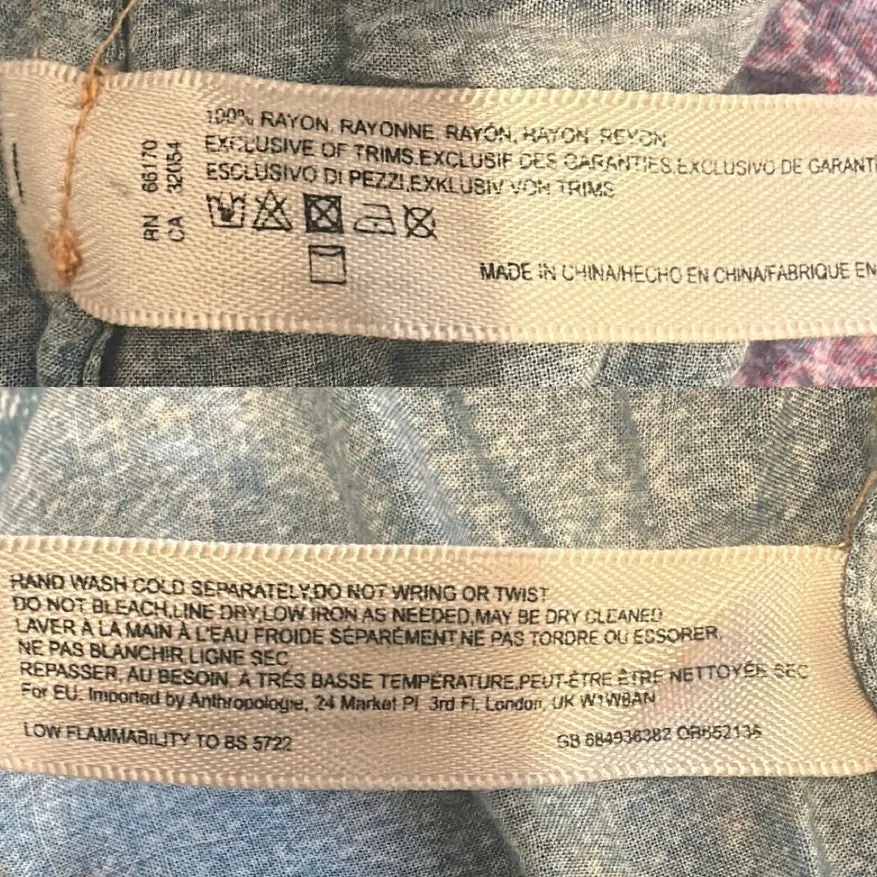 100% RAYON, RAYONNE, RAYÓN, RAYON REYON
EXCLUSIVE OF TRIMS,EXCLUSIF DES GARANTIES,EXCLUSIVO DE GARANTI
ESCLUSIVO DI PEZZI,EXKLUSIV VON TRIMS
RN 66170
CA 32054
MADE IN CHINA/HECHO EN CHINA/FABRIQUE EN
HAND WASH COLD SEPARATELY,DO NOT WRING OR TWIST
DO NOT BLEACH,LINE DRY,LOW IRON AS NEEDED,MAY BE DRY CLEANED
LAVER À LA MAIN À L'EAU FROIDE SÉPARÉMENT,NE PAS TORDRE OU ESSORER,
NE PAS BLANCHIR,LIGNE SEC
REPASSER, AU BESOIN, À TRÈS BASSE TEMPÉRATURE,PEUT-ÊTRE ÊTRE NETTOYÉE SEC
For EU: Imported by Anthropologie, 24 Market Pl 3rd Fl, London, UK W1W8AN
LOW FLAMMABILITY TO BS 5722
GB 684936382 OB652136